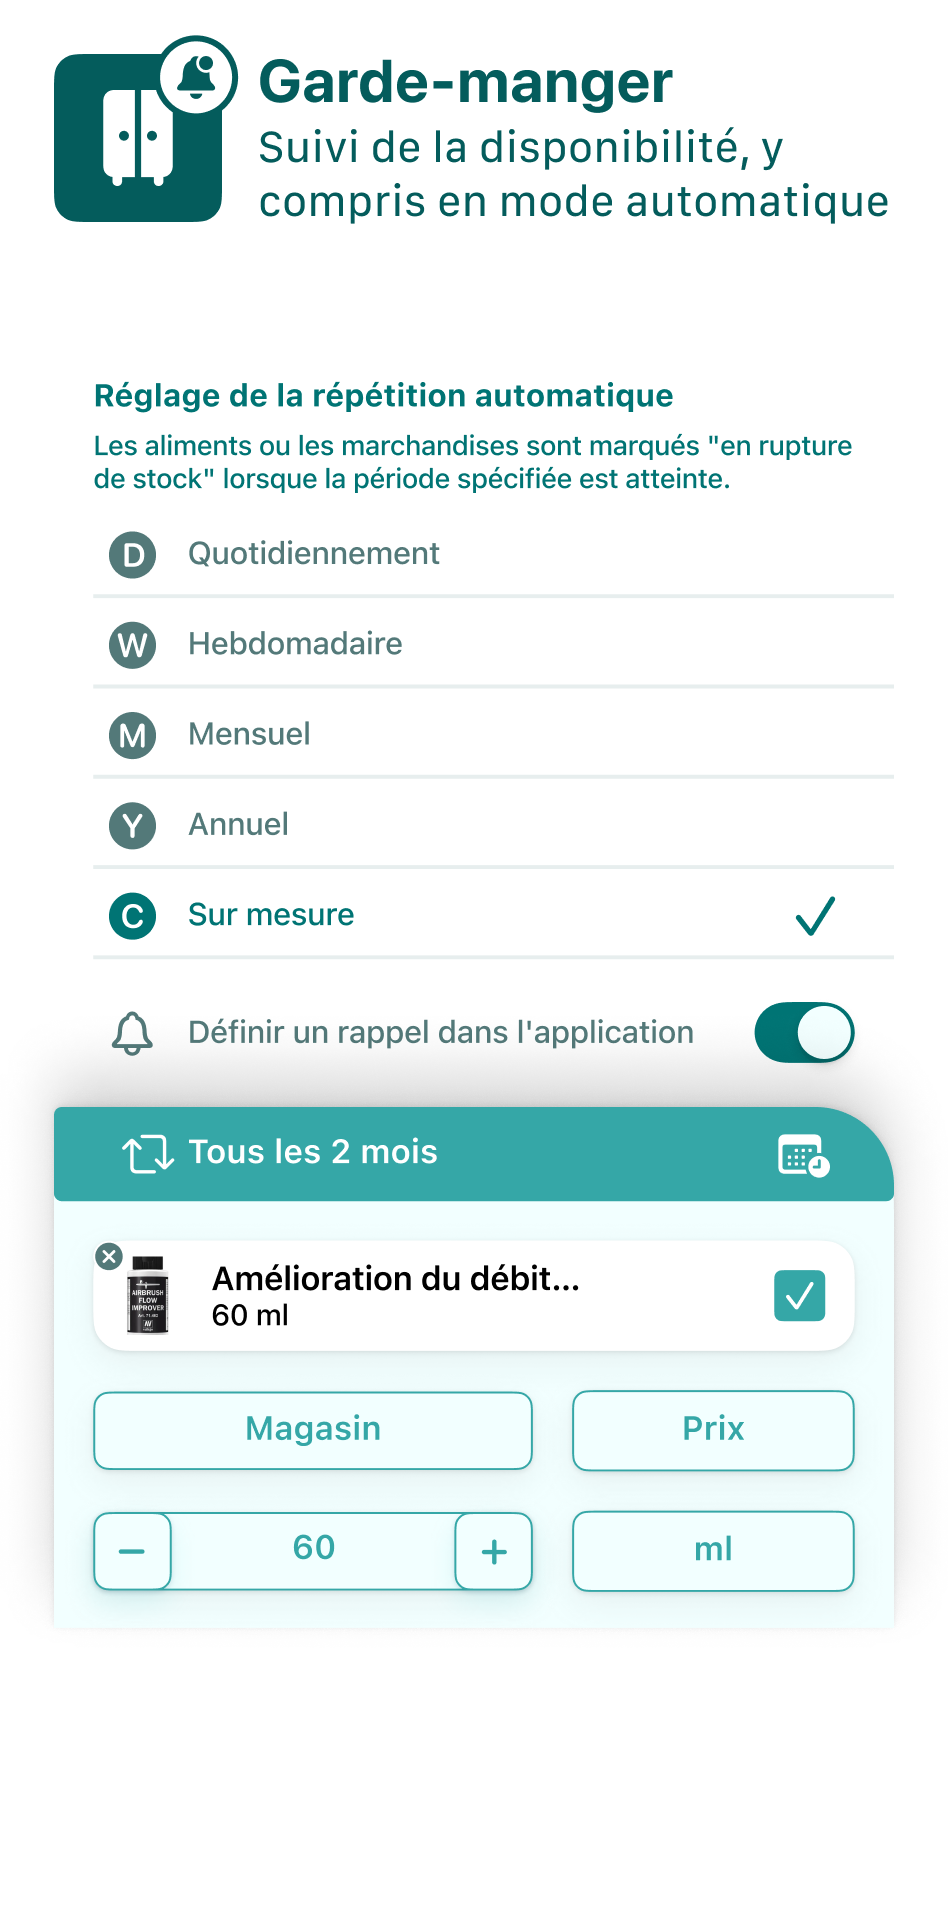 Garde-manger
Suivi de la disponibilité, y
compris en mode automatique
Réglage de la répétition automatique
Les aliments ou les marchandises sont marqués "en rupture
de stock" lorsque la période spécifiée est atteinte.
D Quotidiennement
W Hebdomadaire
M Mensuel
Y Annuel
C Sur mesure
Définir un rappel dans l'application
Tous les 2 mois
AIRBRUSH
FLOW
IMPROVER
AV
Amélioration du débit...
60 ml
Magasin Prix
− 60 + ml